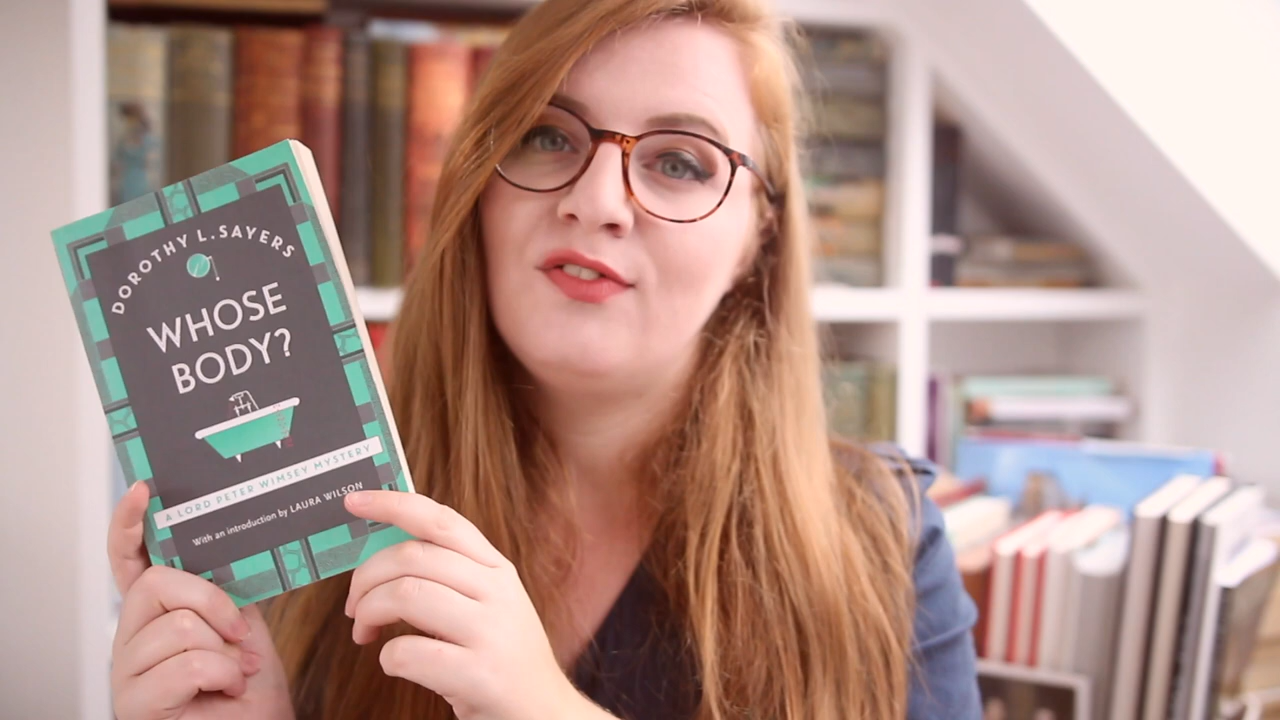 DOROTHY L. SAYERS
WHOSE
BODY?
A LORD PETER WIMSEY MYSTERY
With an introduction by LAURA WILSON